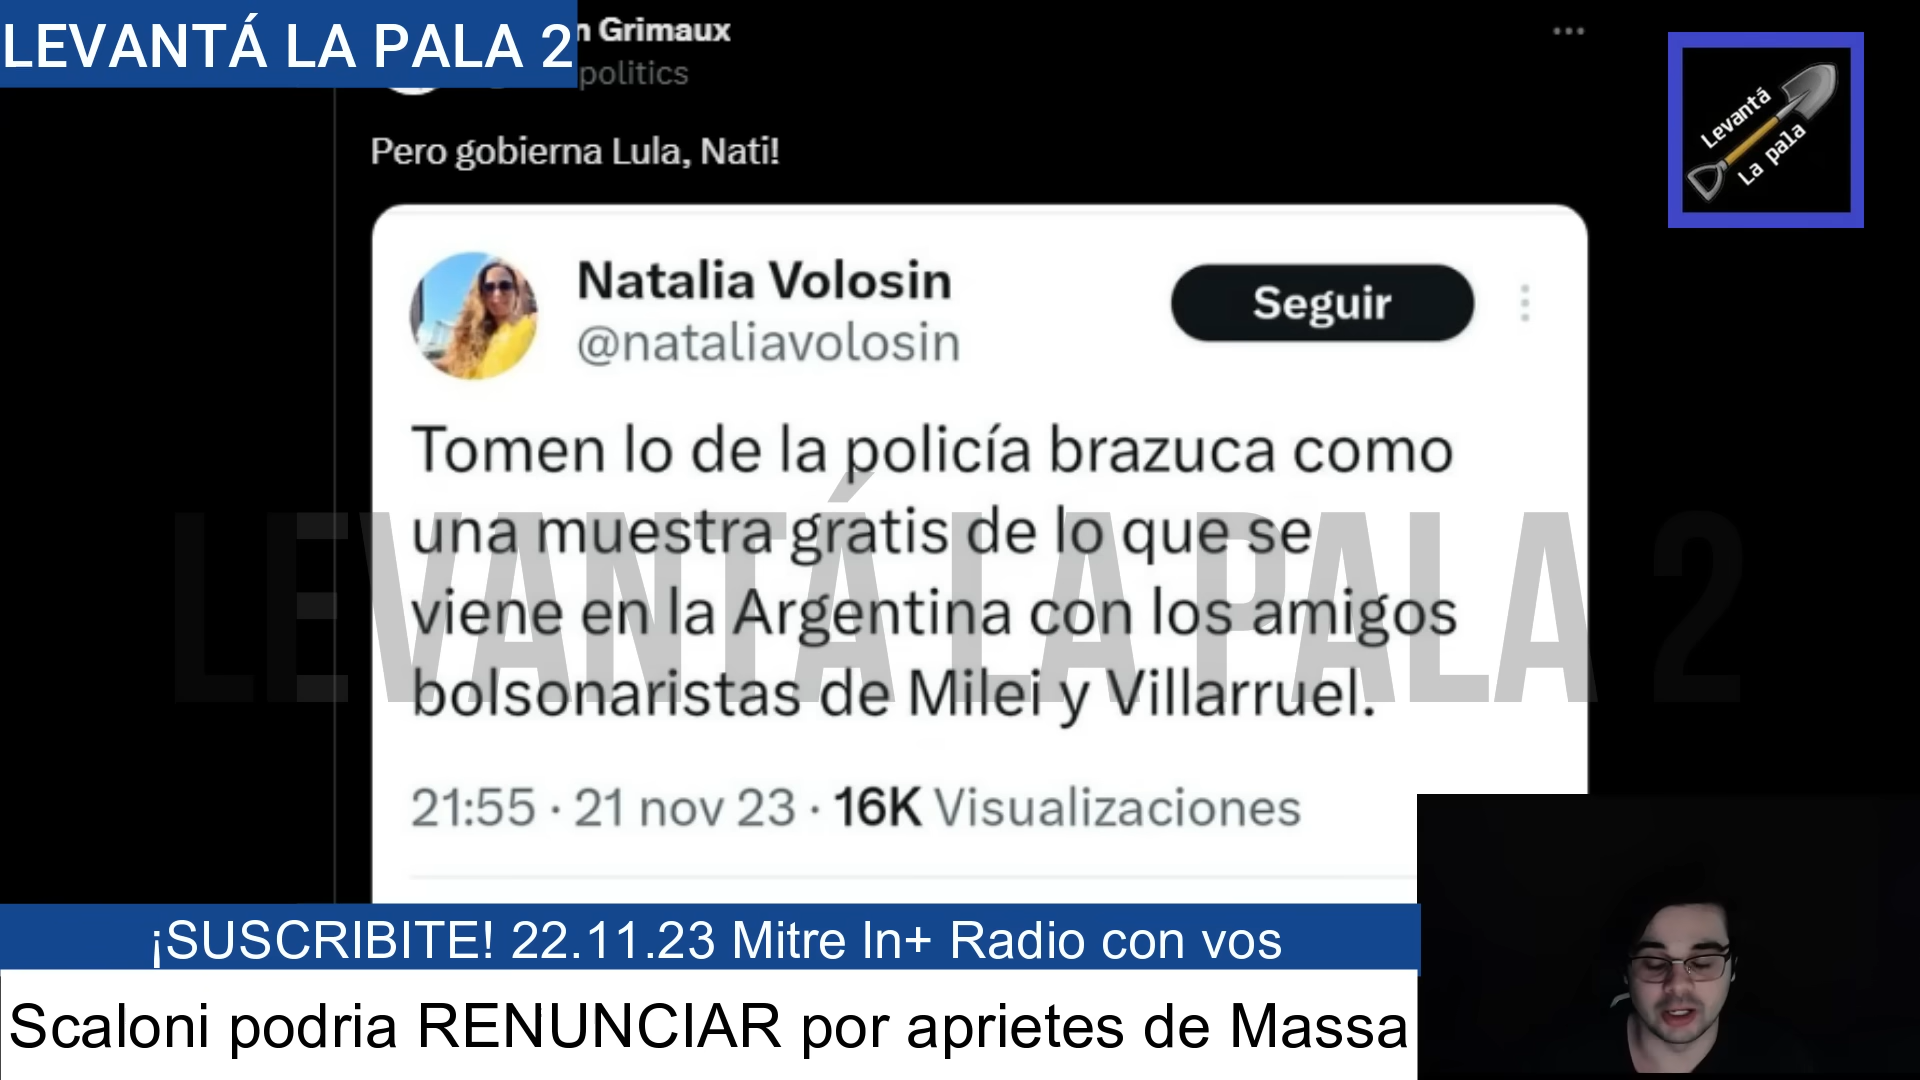 LEVANTÁ LA PALA 2
n Grimaux
politics
Levantá
La pala
Pero gobierna Lula, Nati!
Natalia Volosin
@nataliavolosin
Seguir
Tomen lo de la policía brazuca como
una muestra gratis de lo que se
viene en la Argentina con los amigos
bolsonaristas de Milei y Villarruel.
LEVANTÁ LA PALA 2
21:55 · 21 nov 23 · 16K Visualizaciones
¡SUSCRIBITE! 22.11.23 Mitre In+ Radio con vos
Scaloni podria RENUNCIAR por aprietes de Massa